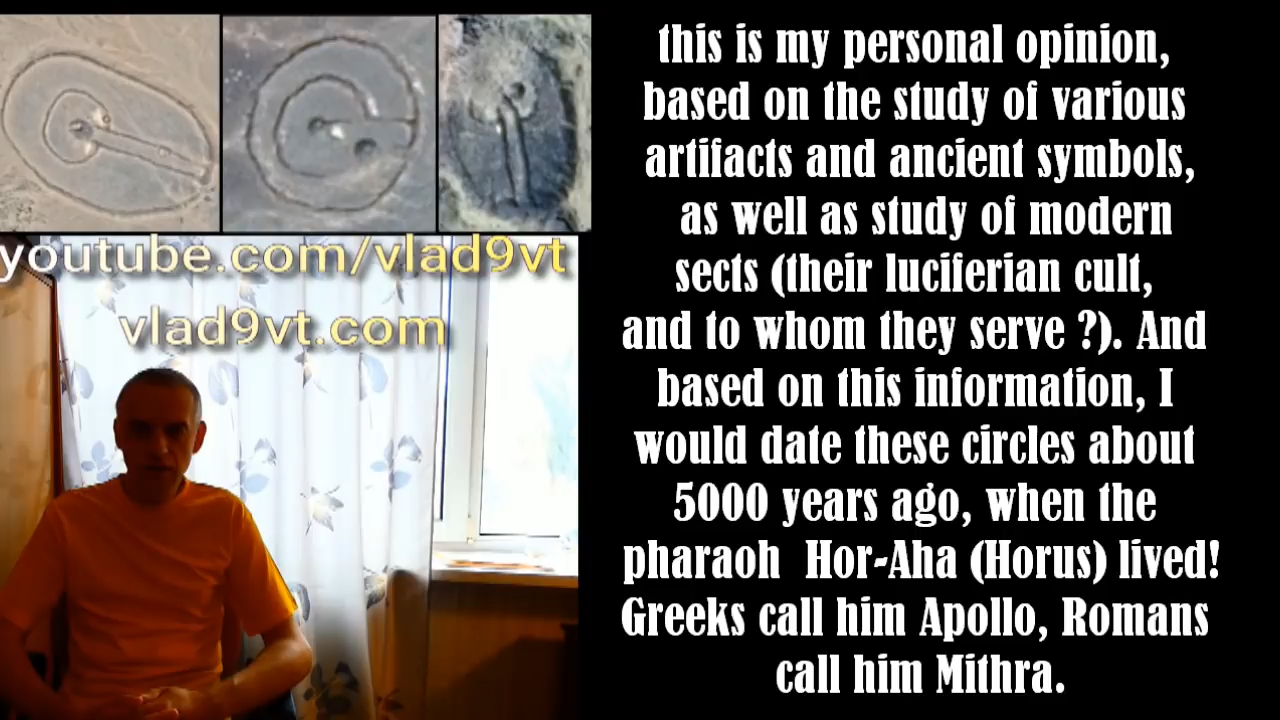 youtube.com/vlad9vt
vlad9vt.com
this is my personal opinion,
based on the study of various
artifacts and ancient symbols,
as well as study of modern
sects (their luciferian cult,
and to whom they serve ?). And
based on this information, I
would date these circles about
5000 years ago, when the
pharaoh Hor-Aha (Horus) lived!
Greeks call him Apollo, Romans
call him Mithra.